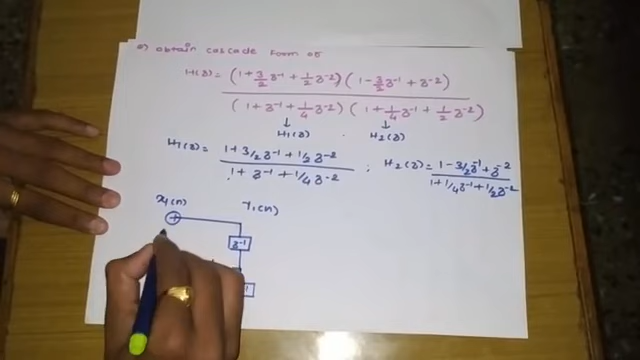 a) obtain cascade form of
H(z) = (1 + 3/2 z⁻¹ + 1/2 z⁻²) (1 - 3/2 z⁻¹ + z⁻²)
(1 + z⁻¹ + 1/4 z⁻²) (1 + 1/4 z⁻¹ + 1/2 z⁻²)
↓ ↓
H₁(z) . H₂(z)
H₁(z) = 1 + 3/2 z⁻¹ + 1/2 z⁻² ; H₂(z) = 1 - 3/2 z⁻¹ + z⁻²
1 + z⁻¹ + 1/4 z⁻² 1 + 1/4 z⁻¹ + 1/2 z⁻²
x₁(n) Y₁(n)
+
z⁻¹